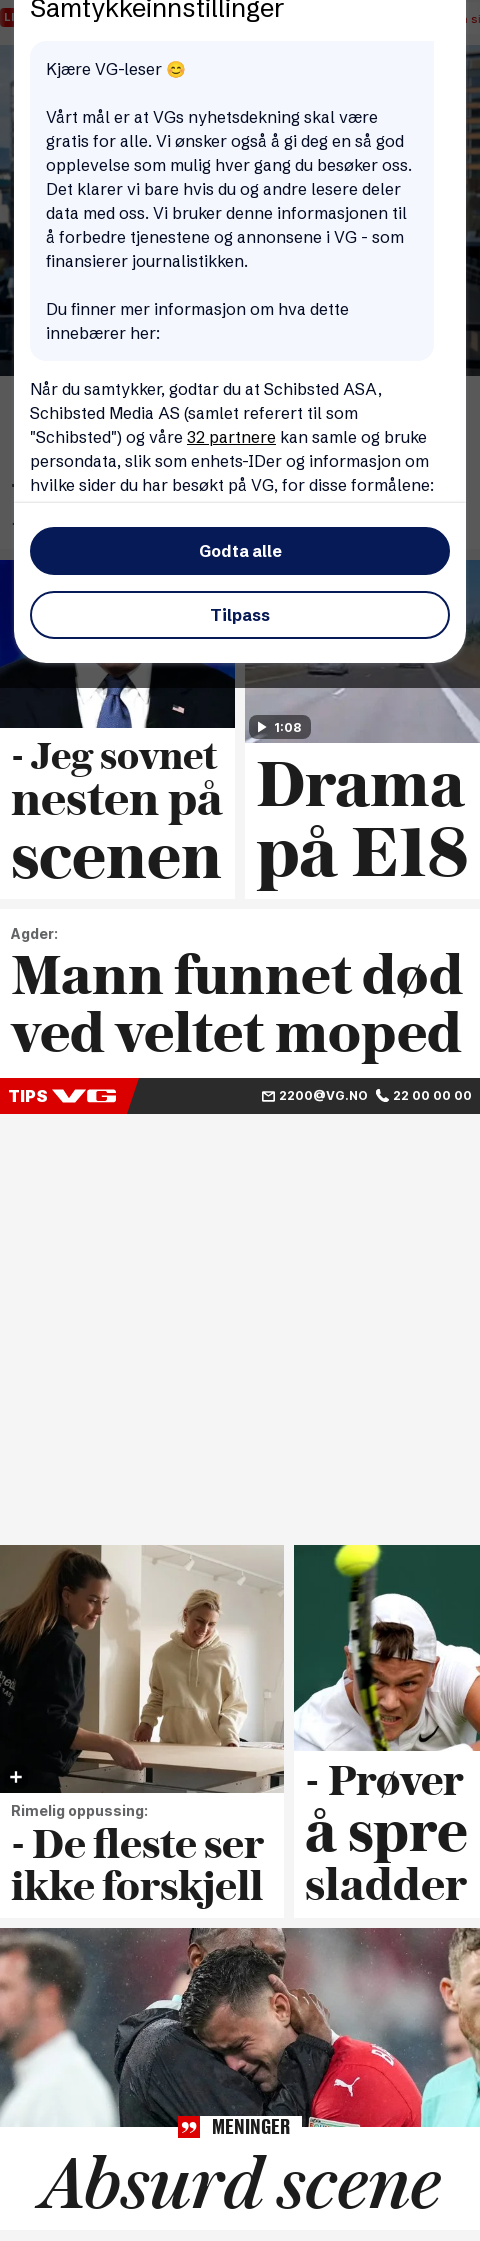 Samtykkeinnstillinger
Kjære VG-leser 😊
Vårt mål er at VGs nyhetsdekning skal være
gratis for alle. Vi ønsker også å gi deg en så god
opplevelse som mulig hver gang du besøker oss.
Det klarer vi bare hvis du og andre lesere deler
data med oss. Vi bruker denne informasjonen til
å forbedre tjenestene og annonsene i VG - som
finansierer journalistikken.
Du finner mer informasjon om hva dette
innebærer her:
Når du samtykker, godtar du at Schibsted ASA,
Schibsted Media AS (samlet referert til som
"Schibsted") og våre 32 partnere kan samle og bruke
persondata, slik som enhets-IDer og informasjon om
hvilke sider du har besøkt på VG, for disse formålene:
Godta alle
Tilpass
1:08
- Jeg sovnet
nesten på
scenen
Drama
på E18
Agder:
Mann funnet død
ved veltet moped
TIPS VG 2200@VG.NO 22 00 00 00
Rimelig oppussing:
- De fleste ser
ikke forskjell
- Prøver
å spre
sladder
MENINGER
Absurd scene